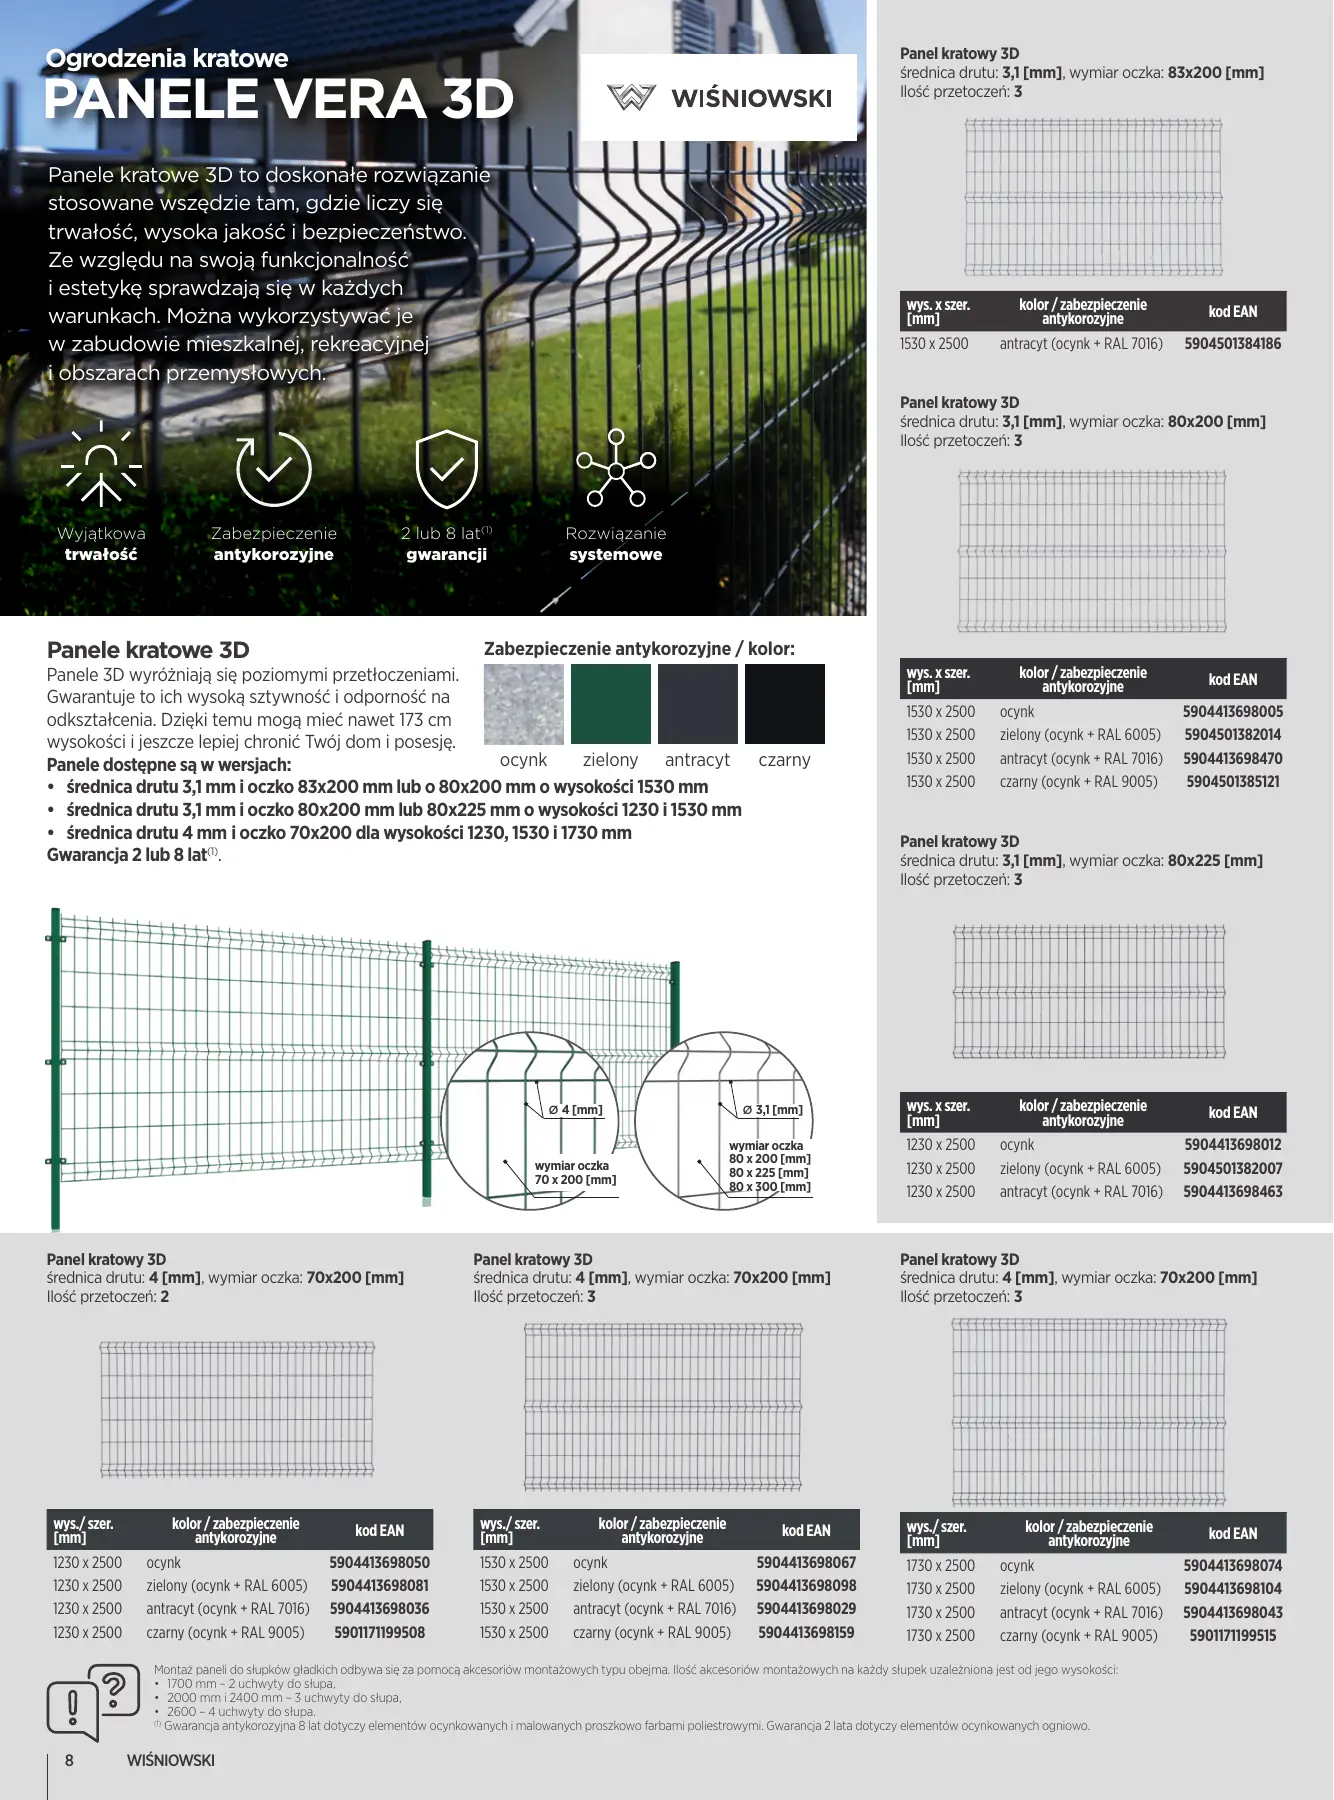 Ogrodzenia kratowe
PANELE VERA 3D
WIŚNIOWSKI
Panele kratowe 3D to doskonałe rozwiązanie
stosowane wszędzie tam, gdzie liczy się
trwałość, wysoka jakość i bezpieczeństwo.
Ze względu na swoją funkcjonalność
i estetykę sprawdzają się w każdych
warunkach. Można wykorzystywać je
w zabudowie mieszkalnej, rekreacyjnej
i obszarach przemysłowych.
Wyjątkowa
trwałość
Zabezpieczenie
antykorozyjne
2 lub 8 lat(1)
gwarancji
Rozwiązanie
systemowe
Panele kratowe 3D
Panele 3D wyróżniają się poziomymi przetłoczeniami.
Gwarantuje to ich wysoką sztywność i odporność na
odkształcenia. Dzięki temu mogą mieć nawet 173 cm
wysokości i jeszcze lepiej chronić Twój dom i posesję.
Panele dostępne są w wersjach:
• średnica drutu 3,1 mm i oczko 83x200 mm lub o 80x200 mm o wysokości 1530 mm
• średnica drutu 3,1 mm i oczko 80x200 mm lub 80x225 mm o wysokości 1230 i 1530 mm
• średnica drutu 4 mm i oczko 70x200 dla wysokości 1230, 1530 i 1730 mm
Gwarancja 2 lub 8 lat(1).
Zabezpieczenie antykorozyjne / kolor:
ocynk zielony antracyt czarny
Ø 4 [mm]
wymiar oczka
70 x 200 [mm]
Ø 3,1 [mm]
wymiar oczka
80 x 200 [mm]
80 x 225 [mm]
80 x 300 [mm]
Panel kratowy 3D
średnica drutu: 3,1 [mm], wymiar oczka: 83x200 [mm]
Ilość przetoczeń: 3
wys. x szer. [mm] kolor / zabezpieczenie antykorozyjne kod EAN
1530 x 2500 antracyt (ocynk + RAL 7016) 5904501384186
Panel kratowy 3D
średnica drutu: 3,1 [mm], wymiar oczka: 80x200 [mm]
Ilość przetoczeń: 3
wys. x szer. [mm] kolor / zabezpieczenie antykorozyjne kod EAN
1530 x 2500 ocynk 5904413698005
1530 x 2500 zielony (ocynk + RAL 6005) 5904501382014
1530 x 2500 antracyt (ocynk + RAL 7016) 5904413698470
1530 x 2500 czarny (ocynk + RAL 9005) 5904501385121
Panel kratowy 3D
średnica drutu: 3,1 [mm], wymiar oczka: 80x225 [mm]
Ilość przetoczeń: 3
wys. x szer. [mm] kolor / zabezpieczenie antykorozyjne kod EAN
1230 x 2500 ocynk 5904413698012
1230 x 2500 zielony (ocynk + RAL 6005) 5904501382007
1230 x 2500 antracyt (ocynk + RAL 7016) 5904413698463
Panel kratowy 3D
średnica drutu: 4 [mm], wymiar oczka: 70x200 [mm]
Ilość przetoczeń: 2
wys./ szer. [mm] kolor / zabezpieczenie antykorozyjne kod EAN
1230 x 2500 ocynk 5904413698050
1230 x 2500 zielony (ocynk + RAL 6005) 5904413698081
1230 x 2500 antracyt (ocynk + RAL 7016) 5904413698036
1230 x 2500 czarny (ocynk + RAL 9005) 5901171199508
Panel kratowy 3D
średnica drutu: 4 [mm], wymiar oczka: 70x200 [mm]
Ilość przetoczeń: 3
wys./ szer. [mm] kolor / zabezpieczenie antykorozyjne kod EAN
1530 x 2500 ocynk 5904413698067
1530 x 2500 zielony (ocynk + RAL 6005) 5904413698098
1530 x 2500 antracyt (ocynk + RAL 7016) 5904413698029
1530 x 2500 czarny (ocynk + RAL 9005) 5904413698159
Panel kratowy 3D
średnica drutu: 4 [mm], wymiar oczka: 70x200 [mm]
Ilość przetoczeń: 3
wys./ szer. [mm] kolor / zabezpieczenie antykorozyjne kod EAN
1730 x 2500 ocynk 5904413698074
1730 x 2500 zielony (ocynk + RAL 6005) 5904413698104
1730 x 2500 antracyt (ocynk + RAL 7016) 5904413698043
1730 x 2500 czarny (ocynk + RAL 9005) 5901171199515
Montaż paneli do słupków gładkich odbywa się za pomocą akcesoriów montażowych typu obejma. Ilość akcesoriów montażowych na każdy słupek uzależniona jest od jego wysokości:
• 1700 mm – 2 uchwyty do słupa,
• 2000 mm i 2400 mm – 3 uchwyty do słupa,
• 2600 – 4 uchwyty do słupa.
(1) Gwarancja antykorozyjna 8 lat dotyczy elementów ocynkowanych i malowanych proszkowo farbami poliestrowymi. Gwarancja 2 lata dotyczy elementów ocynkowanych ogniowo.
8 WIŚNIOWSKI